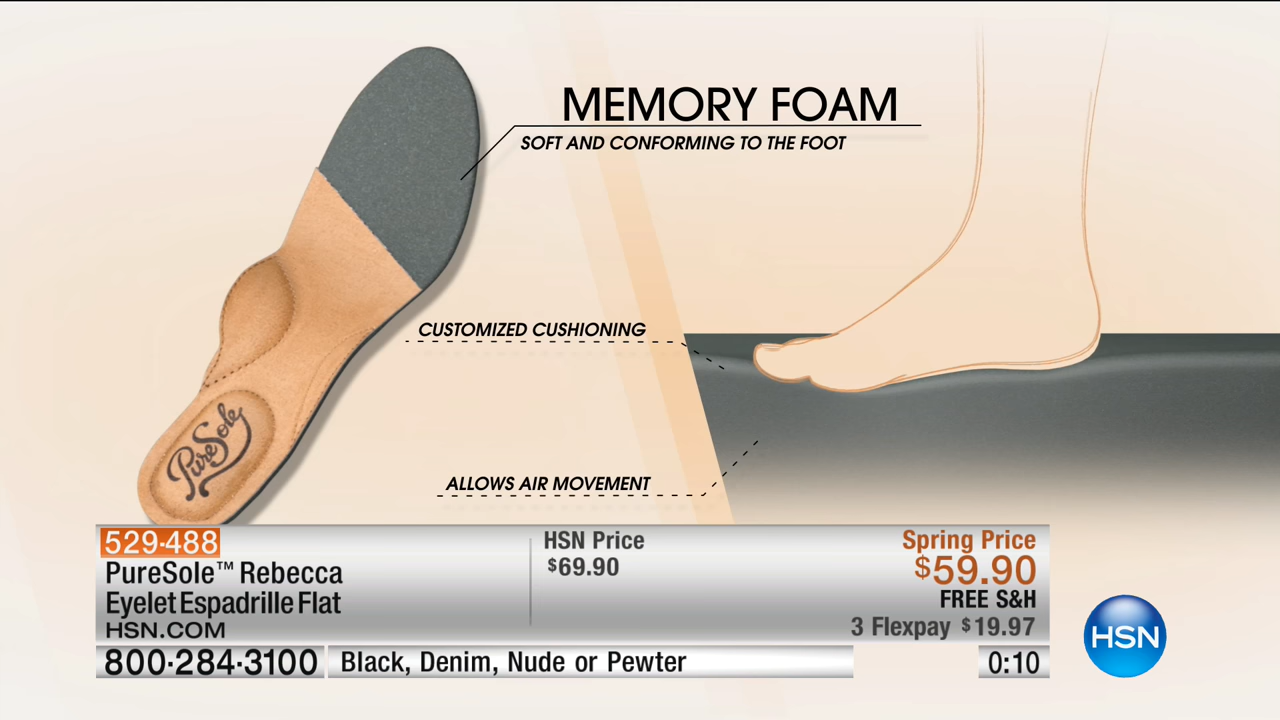 MEMORY FOAM
SOFT AND CONFORMING TO THE FOOT
CUSTOMIZED CUSHIONING
ALLOWS AIR MOVEMENT
PureSole
529-488
PureSole™ Rebecca
Eyelet Espadrille Flat
HSN.COM
HSN Price
$69.90
Spring Price
$59.90
FREE S&H
3 Flexpay $19.97
HSN
800·284·3100
Black, Denim, Nude or Pewter
0:10